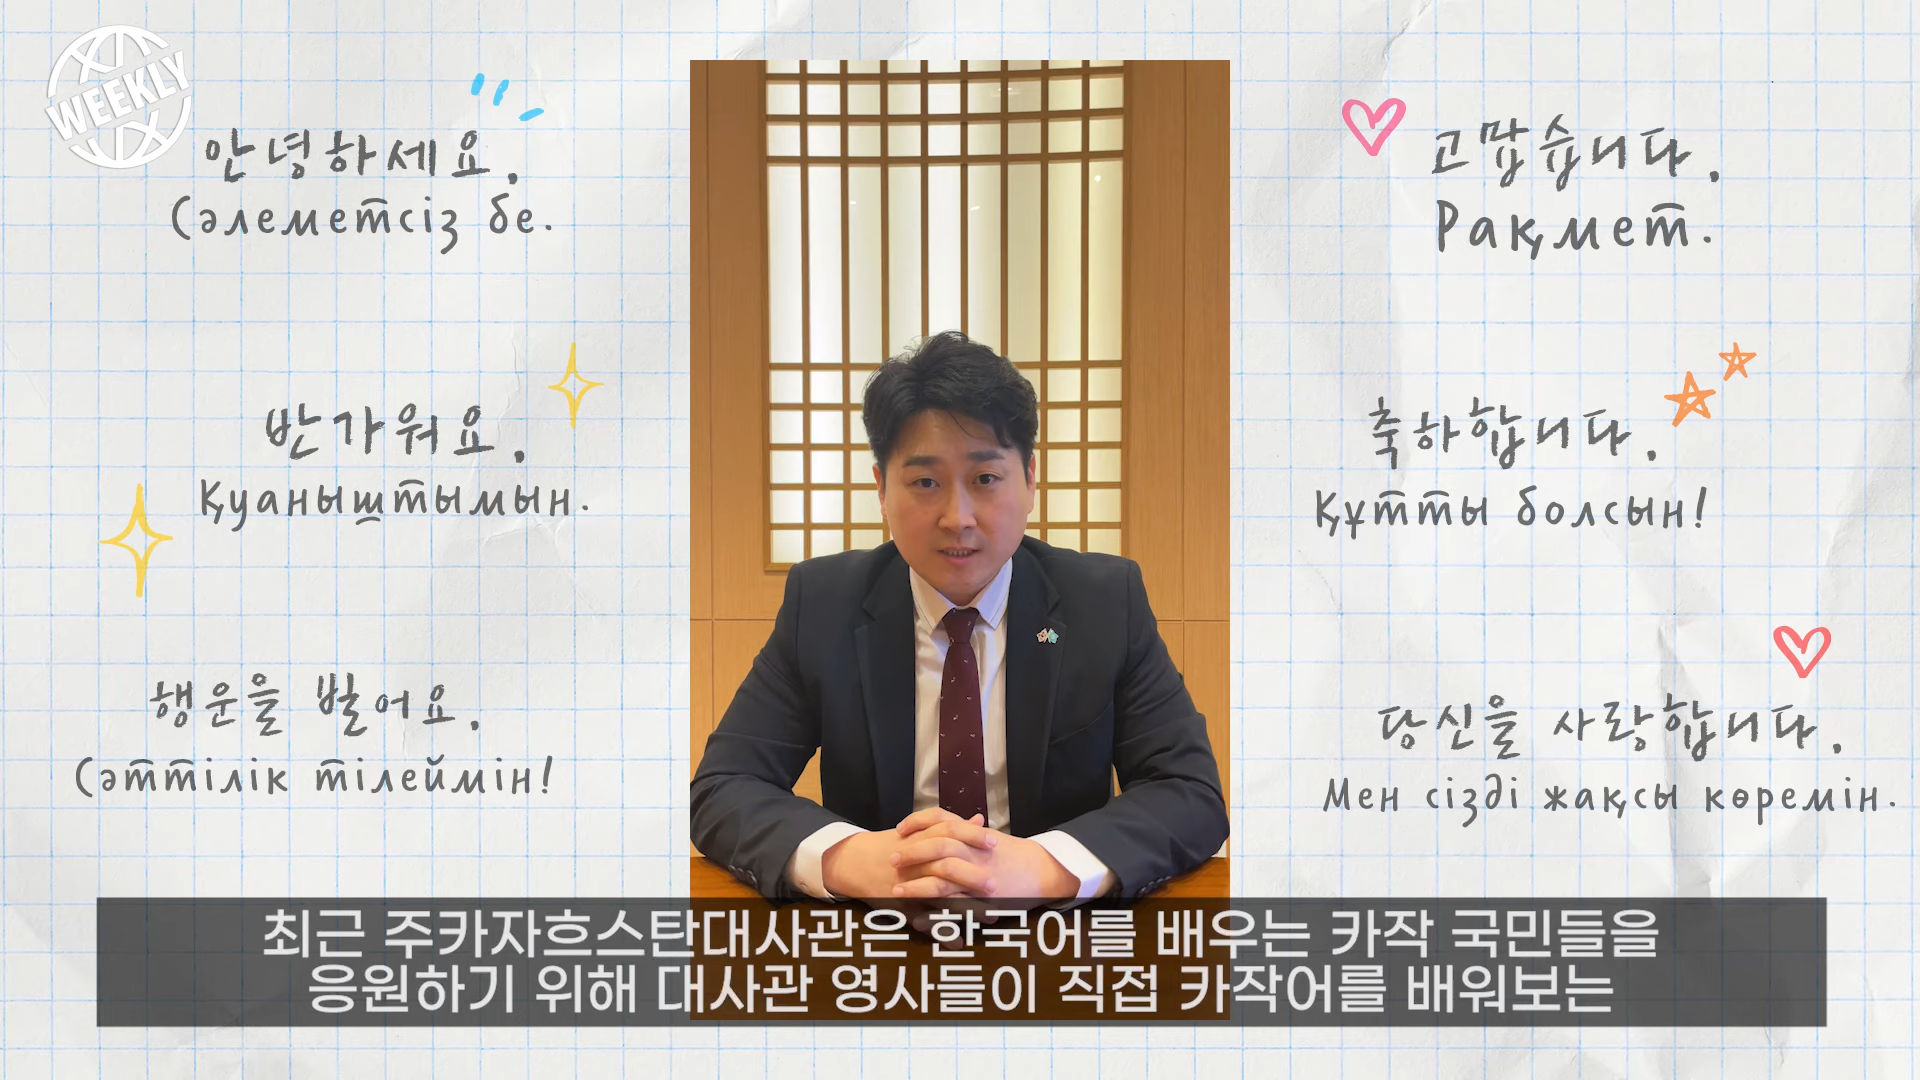 WEEKLY
안녕하세요.
Сәлеметсіз бе.
반가워요.
Қуаныштымын.
행운을 빌어요.
Сәттілік тілеймін!
고맙습니다.
Рақмет.
축하합니다.
Құтты болсын!
당신을 사랑합니다.
Мен сізді жақсы көремін.
최근 주카자흐스탄대사관은 한국어를 배우는 카작 국민들을
응원하기 위해 대사관 영사들이 직접 카작어를 배워보는